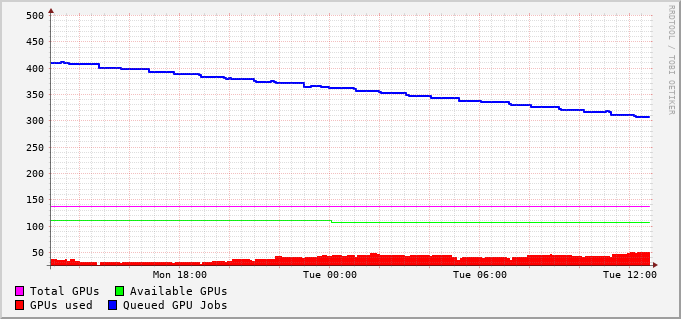 500
450
400
350
300
250
200
150
100
50
Mon 18:00 Tue 00:00 Tue 06:00 Tue 12:00
Total GPUs Available GPUs
GPUs used Queued GPU Jobs
RRDTOOL / TOBI OETIKER